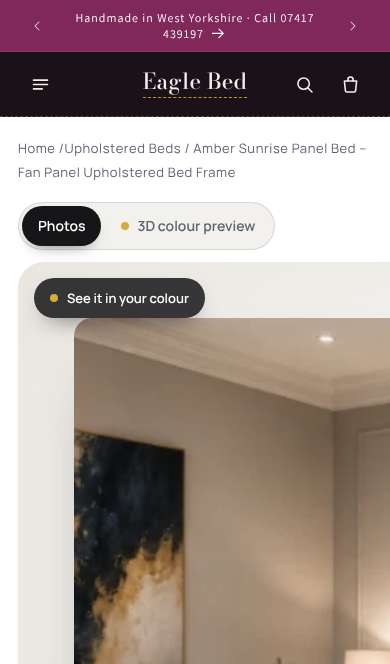 Handmade in West Yorkshire · Call 07417
439197 →
Eagle Bed
Home /Upholstered Beds / Amber Sunrise Panel Bed –
Fan Panel Upholstered Bed Frame
Photos
3D colour preview
See it in your colour